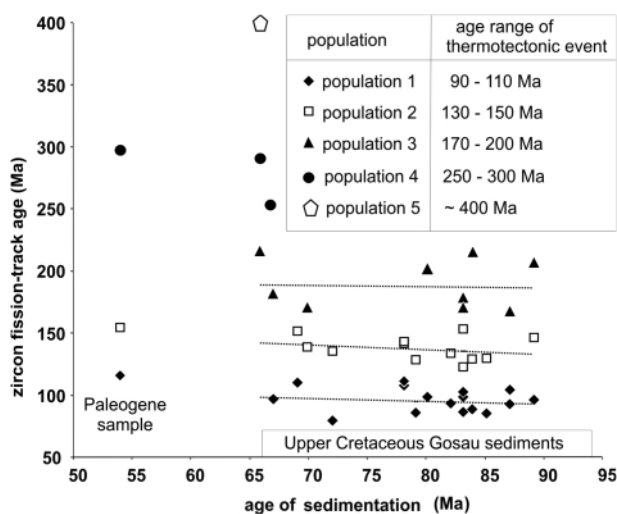 400
350
300
250
200
150
100
50
zircon fission-track age (Ma)
population
age range of
thermotectonic event
population 1
90 - 110 Ma
population 2
130 - 150 Ma
population 3
170 - 200 Ma
population 4
250 - 300 Ma
population 5
~ 400 Ma
Paleogene
sample
Upper Cretaceous Gosau sediments
50 55 60 65 70 75 80 85 90 95
age of sedimentation (Ma)